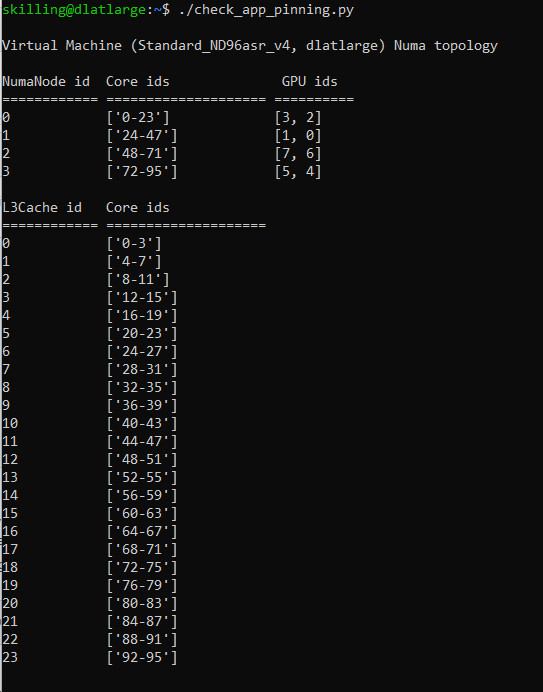 skilling@dlatlarge:~$ ./check_app_pinning.py
Virtual Machine (Standard_ND96asr_v4, dlatlarge) Numa topology
NumaNode id  Core ids              GPU ids
============ ==================== ==========
0            ['0-23']             [3, 2]
1            ['24-47']            [1, 0]
2            ['48-71']            [7, 6]
3            ['72-95']            [5, 4]
L3Cache id   Core ids
============ ====================
0            ['0-3']
1            ['4-7']
2            ['8-11']
3            ['12-15']
4            ['16-19']
5            ['20-23']
6            ['24-27']
7            ['28-31']
8            ['32-35']
9            ['36-39']
10           ['40-43']
11           ['44-47']
12           ['48-51']
13           ['52-55']
14           ['56-59']
15           ['60-63']
16           ['64-67']
17           ['68-71']
18           ['72-75']
19           ['76-79']
20           ['80-83']
21           ['84-87']
22           ['88-91']
23           ['92-95']